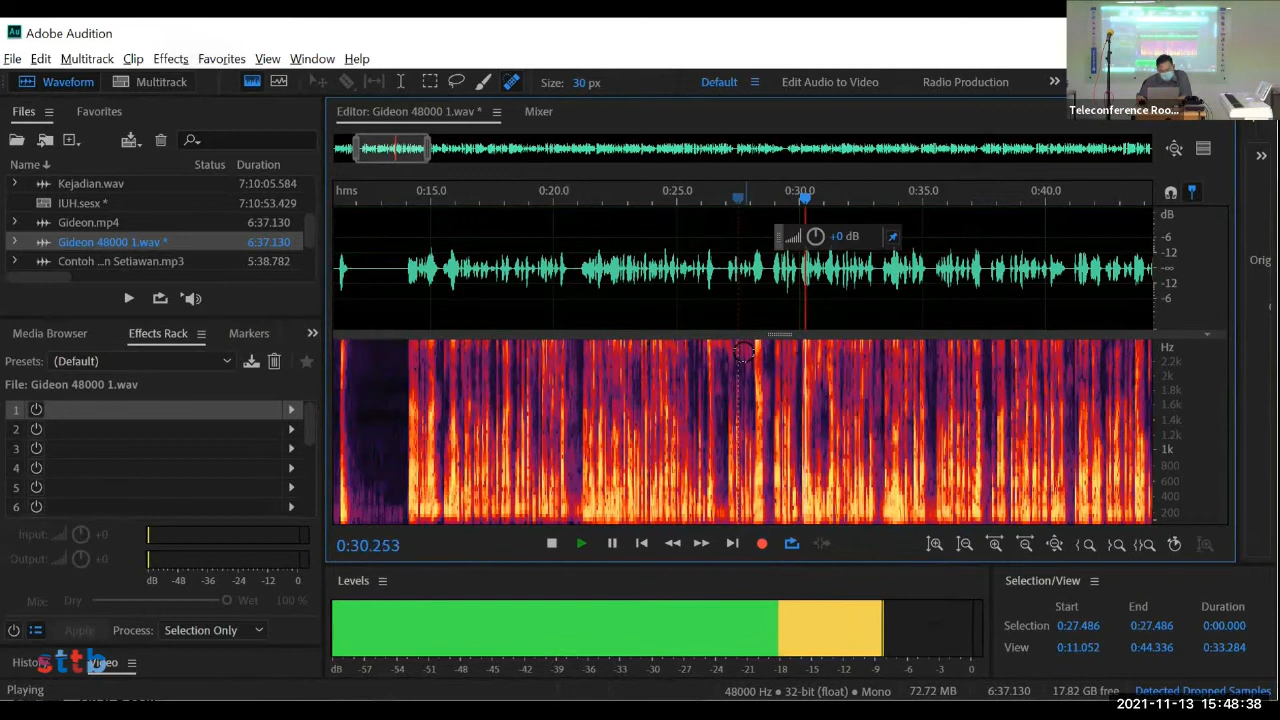 Au Adobe Audition
File Edit Multitrack Clip Effects Favorites View Window Help
Waveform Multitrack Size: 30 px Default Edit Audio to Video Radio Production
Teleconference Roo...
Files Favorites
Editor: Gideon 48000 1.wav * Mixer
Name Status Duration
Kejadian.wav 7:10:05.584
IUH.sesx * 7:10:53.429
Gideon.mp4 6:37.130
Gideon 48000 1.wav * 6:37.130
Contoh ...n Setiawan.mp3 5:38.782
hms 0:15.0 0:20.0 0:25.0 0:30.0 0:35.0 0:40.0
dB
-6
-12
-∞
-12
-6
+0 dB
Orig
Media Browser Effects Rack Markers
Presets: (Default)
File: Gideon 48000 1.wav
1
2
3
4
5
6
Hz
2.2k
2k
1.8k
1.6k
1.4k
1.2k
1k
800
600
400
200
Input: +0
Output: +0
dB -48 -36 -24 -12 0
Mix: Dry Wet 100 %
Apply Process: Selection Only
0:30.253
Levels
dB -57 -54 -51 -48 -45 -42 -39 -36 -33 -30 -27 -24 -21 -18 -15 -12 -9 -6 -3 0
Selection/View
Start End Duration
Selection 0:27.486 0:27.486 0:00.000
View 0:11.052 0:44.336 0:33.284
sttb
Video
Playing
48000 Hz ● 32-bit (float) ● Mono 72.72 MB 6:37.130 17.82 GB free Detected Dropped Samples
2021-11-13 15:48:38